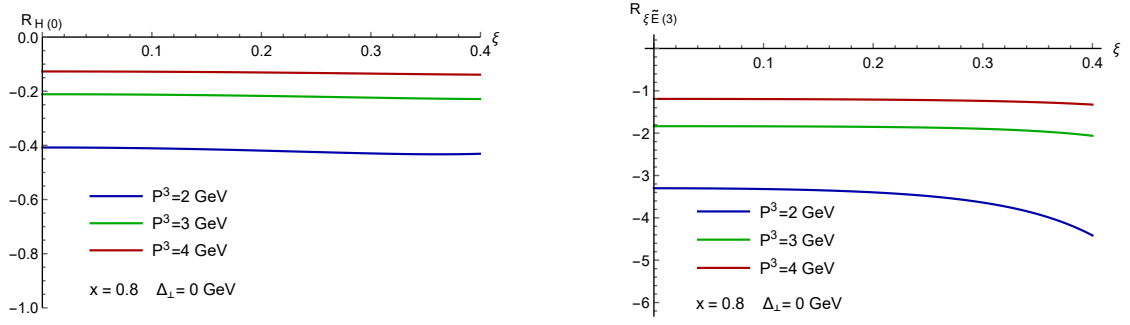 R H (0)
0.0
0.1 0.2 0.3 0.4 ξ
−0.2
−0.4
−0.6
−0.8
−1.0
P³=2 GeV
P³=3 GeV
P³=4 GeV
x = 0.8 Δ⊥= 0 GeV
R ξẼ (3)
0.1 0.2 0.3 0.4 ξ
−1
−2
−3
−4
−5
−6
P³=2 GeV
P³=3 GeV
P³=4 GeV
x = 0.8 Δ⊥= 0 GeV